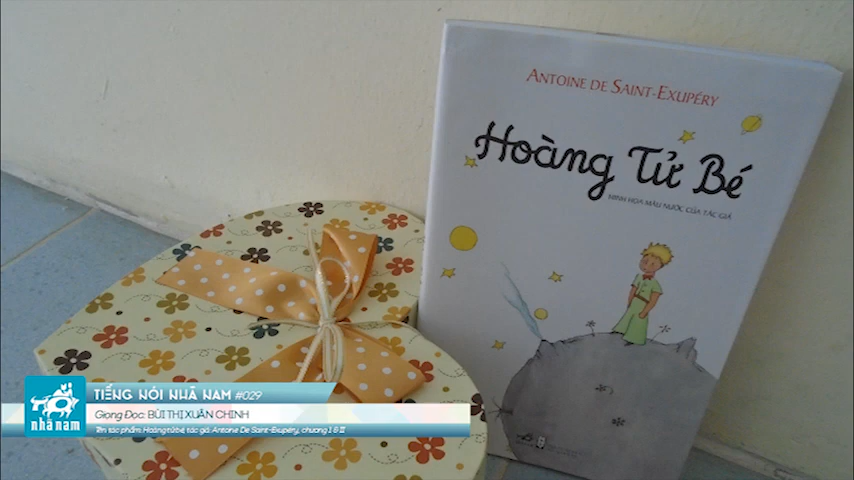 ANTOINE DE SAINT-EXUPÉRY
Hoàng Tử Bé
MINH HỌA MÀU NƯỚC CỦA TÁC GIẢ
TIẾNG NÓI NHÃ NAM #029
Giọng Đọc: BÙI THỊ XUÂN CHINH
nhã nam
Tên tác phẩm: Hoàng tử bé, tác giả: Antoine De Saint-Exupéry, chương I & II